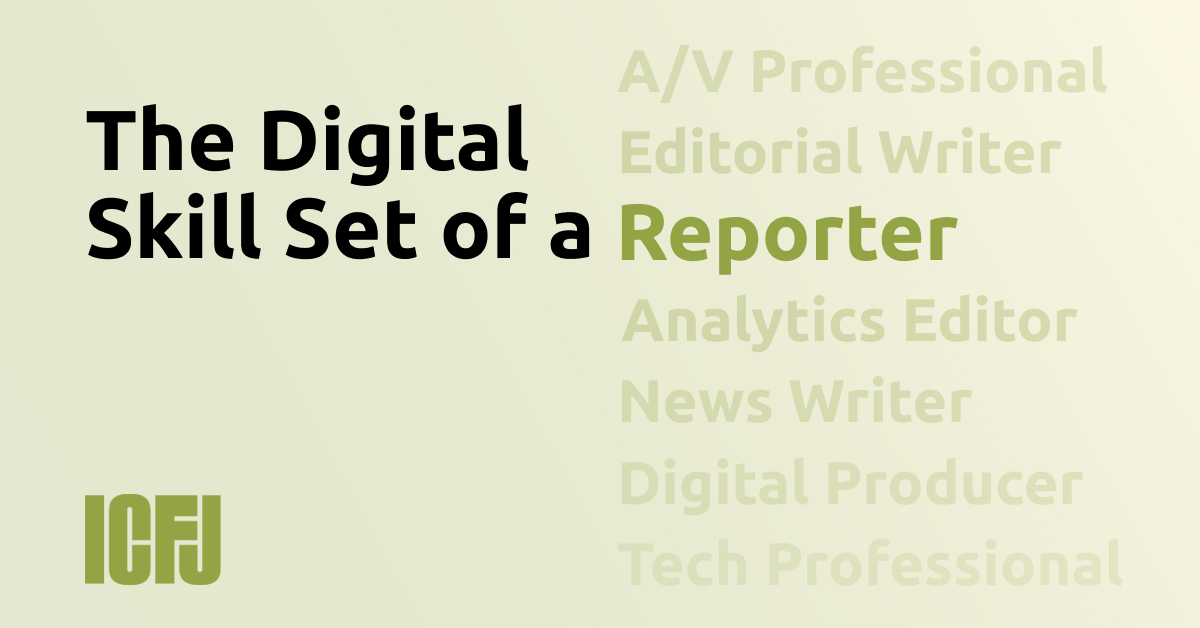 The Digital
Skill Set of a
A/V Professional
Editorial Writer
Reporter
Analytics Editor
News Writer
Digital Producer
Tech Professional
ICFJ